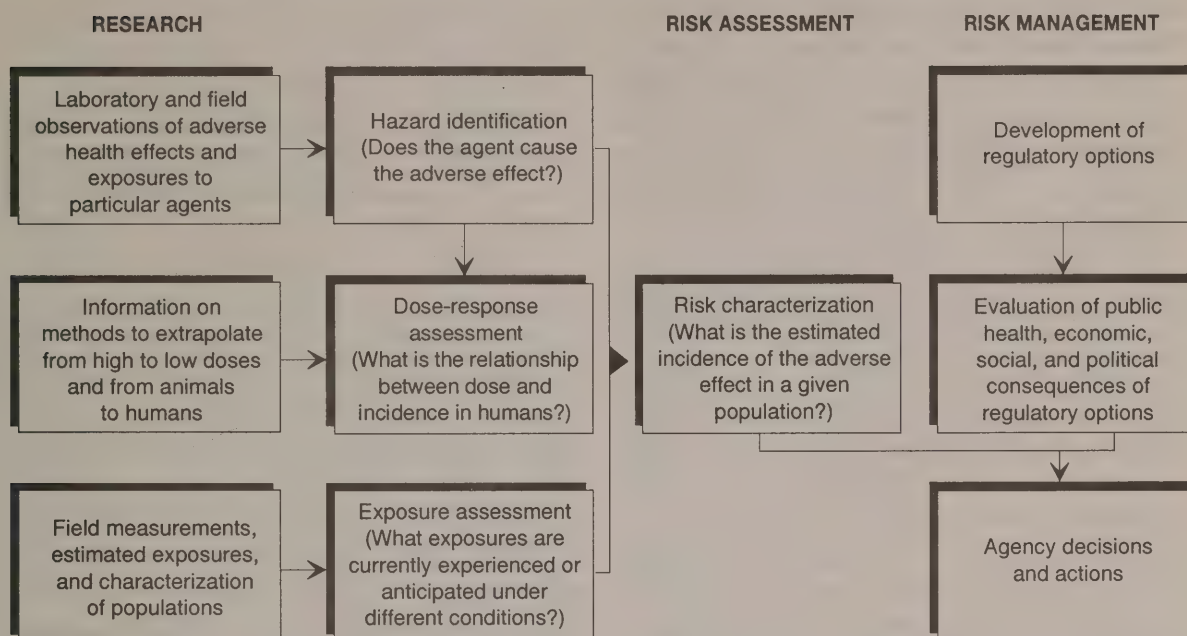 RESEARCH
RISK ASSESSMENT
RISK MANAGEMENT
Laboratory and field
observations of adverse
health effects and
exposures to
particular agents
Hazard identification
(Does the agent cause
the adverse effect?)
Development of
regulatory options
Information on
methods to extrapolate
from high to low doses
and from animals
to humans
Dose-response
assessment
(What is the relationship
between dose and
incidence in humans?)
Risk characterization
(What is the estimated
incidence of the adverse
effect in a given
population?)
Evaluation of public
health, economic,
social, and political
consequences of
regulatory options
Field measurements,
estimated exposures,
and characterization
of populations
Exposure assessment
(What exposures are
currently experienced or
anticipated under
different conditions?)
Agency decisions
and actions